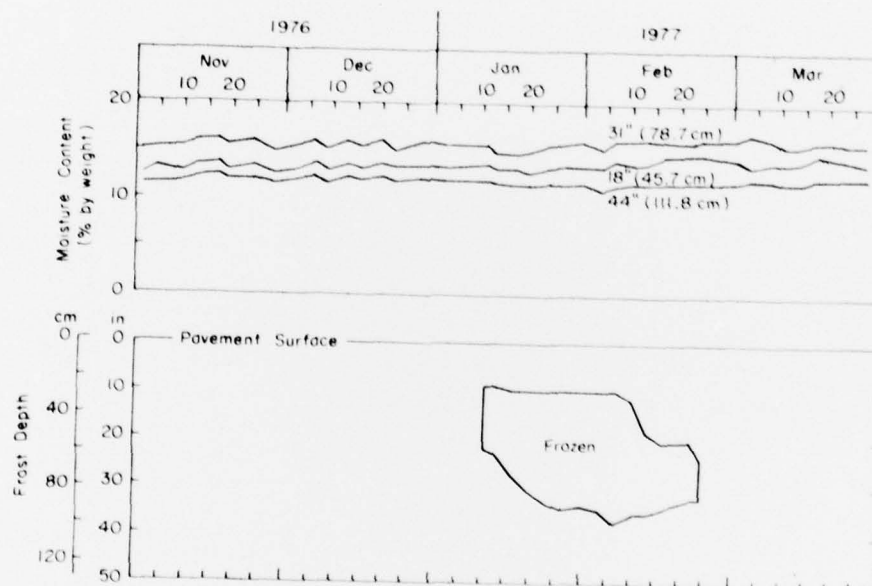 1976 1977
Nov Dec Jan Feb Mar
10 20 10 20 10 20 10 20 10 20
20
31" (78.7 cm)
10
18" (45.7 cm)
44" (111.8 cm)
0
Moisture Content
(% by weight)
cm in
0 0 Pavement Surface
10
40
20
Frozen
80 30
40
120
50
Frost Depth